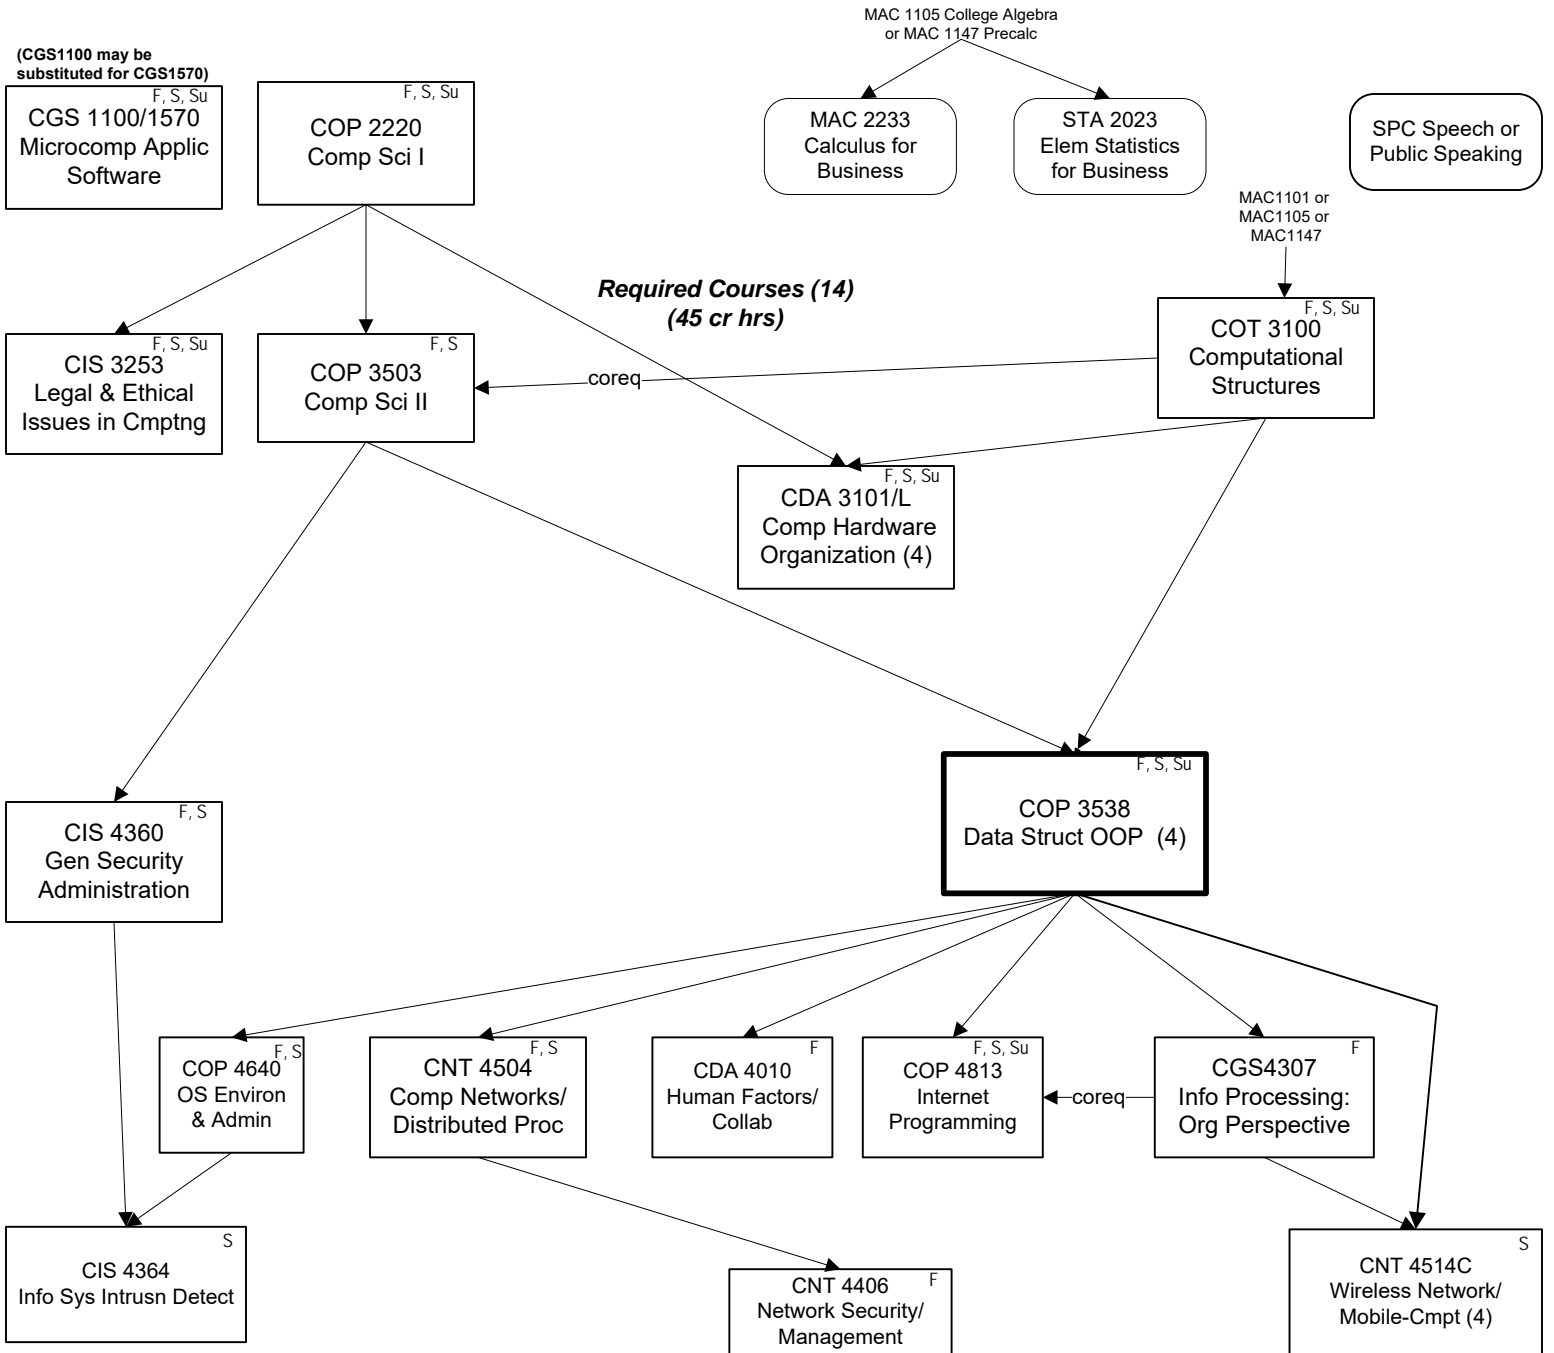 MAC 1105 College Algebra
or MAC 1147 Precalc
(CGS1100 may be
substituted for CGS1570)
F, S, Su
CGS 1100/1570
Microcomp Applic
Software
F, S, Su
COP 2220
Comp Sci I
MAC 2233
Calculus for
Business
STA 2023
Elem Statistics
for Business
SPC Speech or
Public Speaking
MAC1101 or
MAC1105 or
MAC1147
Required Courses (14)
(45 cr hrs)
F, S, Su
CIS 3253
Legal & Ethical
Issues in Cmptng
F, S
COP 3503
Comp Sci II
coreq
F, S, Su
COT 3100
Computational
Structures
F, S, Su
CDA 3101/L
Comp Hardware
Organization (4)
F, S
CIS 4360
Gen Security
Administration
F, S, Su
COP 3538
Data Struct OOP (4)
F, S
COP 4640
OS Environ
& Admin
F, S
CNT 4504
Comp Networks/
Distributed Proc
F
CDA 4010
Human Factors/
Collab
F, S, Su
COP 4813
Internet
Programming
coreq
F
CGS4307
Info Processing:
Org Perspective
S
CIS 4364
Info Sys Intrusn Detect
F
CNT 4406
Network Security/
Management
S
CNT 4514C
Wireless Network/
Mobile-Cmpt (4)